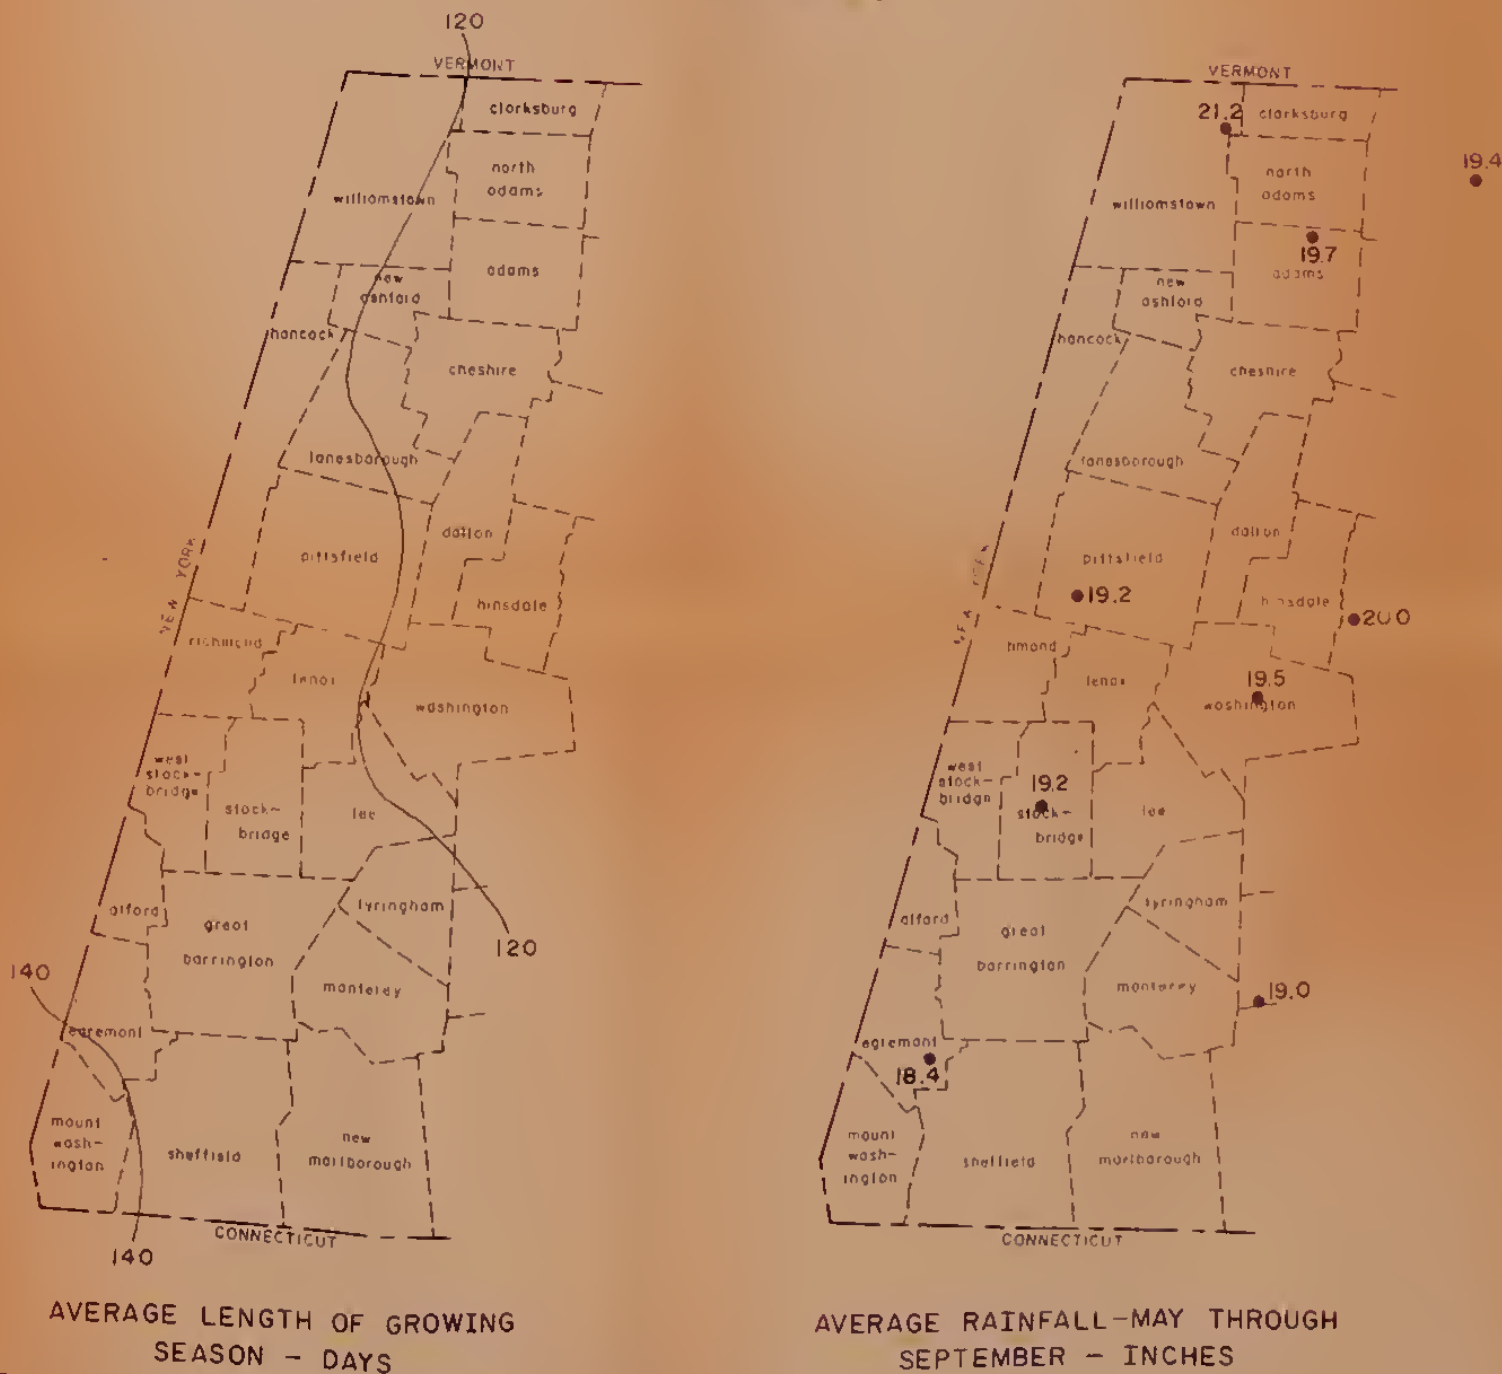 120
VERMONT
clarksburg
north
adams
williamstown
adams
new
ashford
hancock
cheshire
lanesborough
dalton
pittsfield
NEW YORK
hinsdale
richmond
lenox
washington
west
stock-
bridge
stock-
bridge
lee
tyringham
alford
great
barrington
120
140
monterey
egremont
mount
wash-
ington
new
marlborough
sheffield
CONNECTICUT
140
AVERAGE LENGTH OF GROWING
SEASON - DAYS
VERMONT
21.2
clarksburg
19.4
north
adams
williamstown
19.7
adams
new
ashford
hancock
cheshire
lanesborough
dalton
pittsfield
19.2
hinsdale
20.0
hmond
lenox
19.5
washington
west
stock-
bridge
19.2
stock-
bridge
lee
tyringham
alford
great
barrington
monterey
19.0
egremont
18.4
mount
wash-
ington
sheffield
new
marlborough
CONNECTICUT
AVERAGE RAINFALL-MAY THROUGH
SEPTEMBER - INCHES